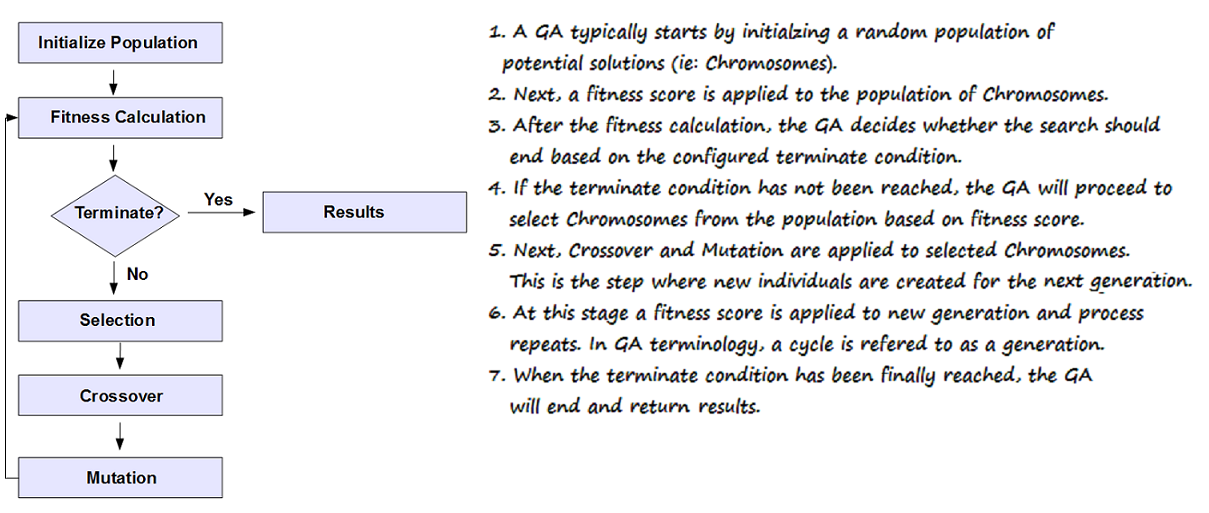 Initialize Population
Fitness Calculation
Terminate?
Yes
Results
No
Selection
Crossover
Mutation
1. A GA typically starts by initialzing a random population of
potential solutions (ie: Chromosomes).
2. Next, a fitness score is applied to the population of Chromosomes.
3. After the fitness calculation, the GA decides whether the search should
end based on the configured terminate condition.
4. If the terminate condition has not been reached, the GA will proceed to
select Chromosomes from the population based on fitness score.
5. Next, Crossover and Mutation are applied to selected Chromosomes.
This is the step where new individuals are created for the next generation.
6. At this stage a fitness score is applied to new generation and process
repeats. In GA terminology, a cycle is refered to as a generation.
7. When the terminate condition has been finally reached, the GA
will end and return results.